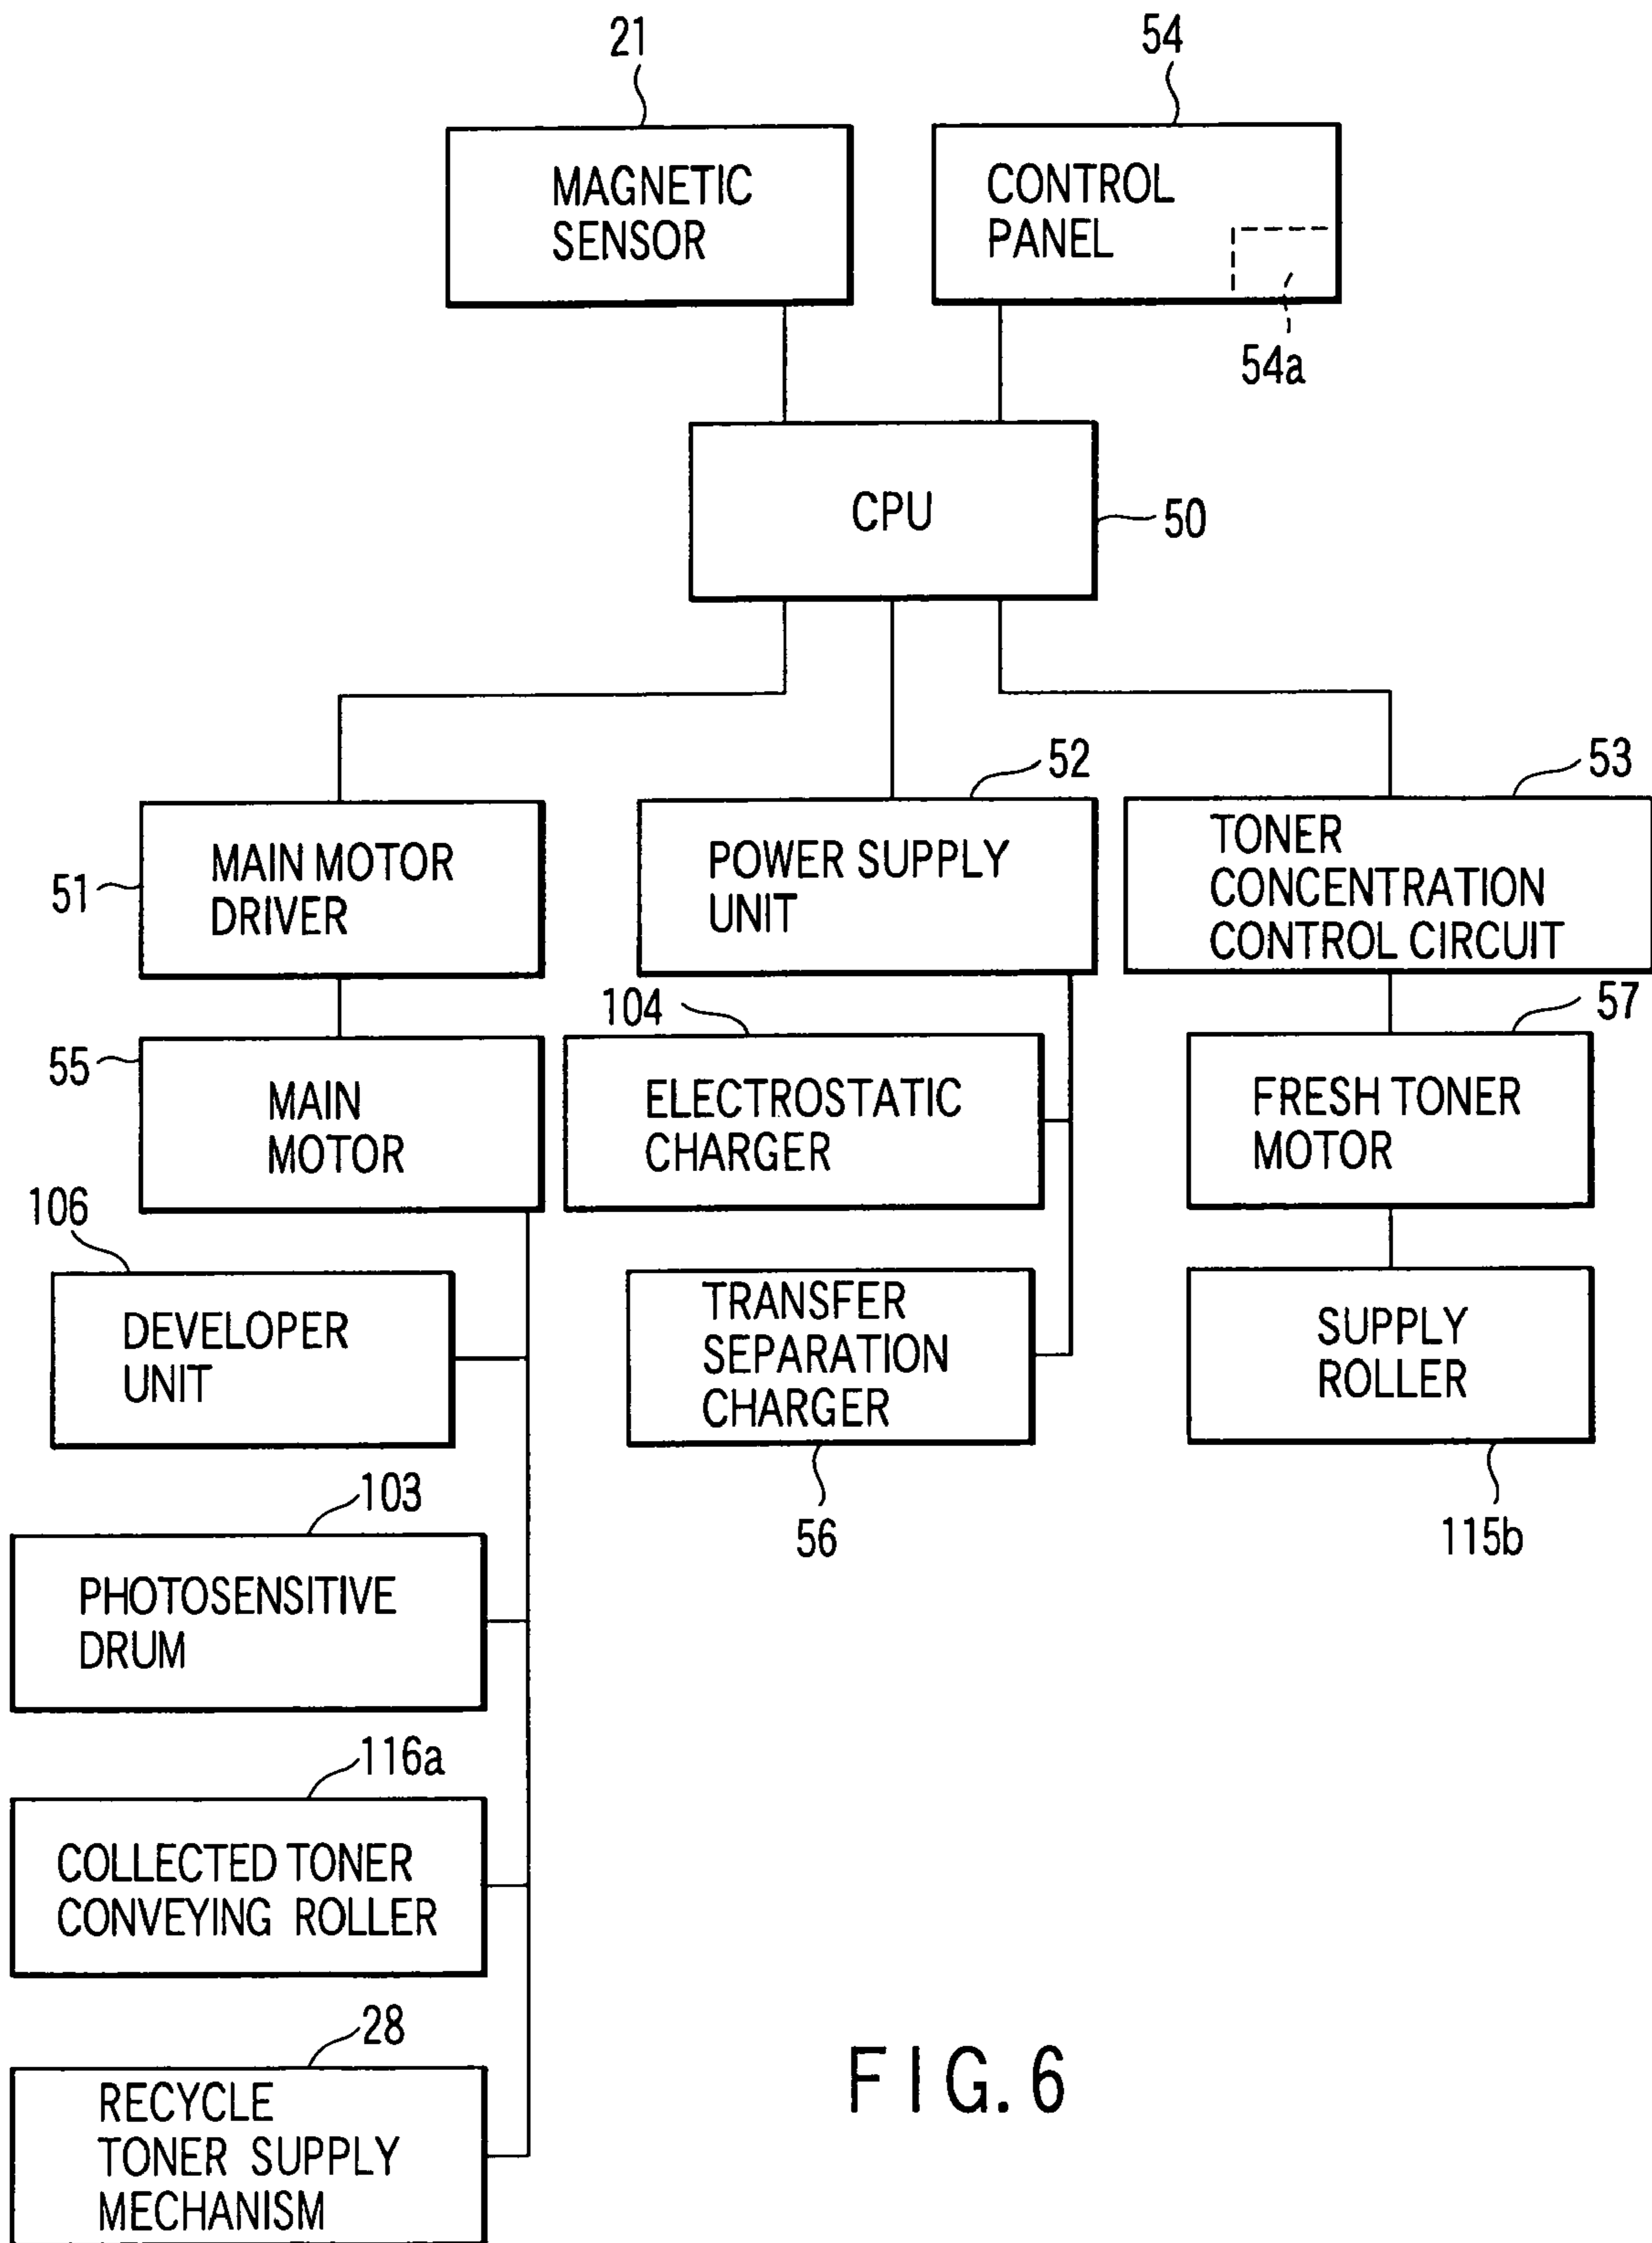 21
54
MAGNETIC
SENSOR
CONTROL
PANEL
54a
CPU
50
52
53
51
MAIN MOTOR
DRIVER
POWER SUPPLY
UNIT
TONER
CONCENTRATION
CONTROL CIRCUIT
104
57
55
MAIN
MOTOR
ELECTROSTATIC
CHARGER
FRESH TONER
MOTOR
106
DEVELOPER
UNIT
TRANSFER
SEPARATION
CHARGER
SUPPLY
ROLLER
103
56
115b
PHOTOSENSITIVE
DRUM
116a
COLLECTED TONER
CONVEYING ROLLER
28
RECYCLE
TONER SUPPLY
MECHANISM
FIG. 6